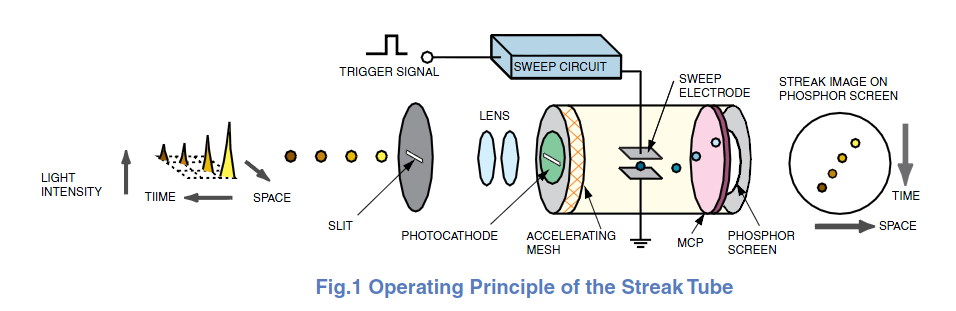 TRIGGER SIGNAL
SWEEP CIRCUIT
SWEEP
ELECTRODE
STREAK IMAGE ON
PHOSPHOR SCREEN
LENS
LIGHT
INTENSITY
TIIME
SPACE
SLIT
PHOTOCATHODE
ACCELERATING
MESH
MCP
PHOSPHOR
SCREEN
TIME
SPACE
Fig.1 Operating Principle of the Streak Tube